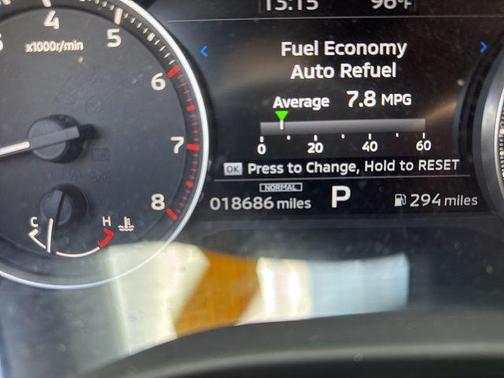 13:15 96°F
Fuel Economy
Auto Refuel
Average 7.8 MPG
0 20 40 60
OK Press to Change, Hold to RESET
NORMAL
018686 miles P 294 miles
x1000r/min
4 5
6
7
8
C H